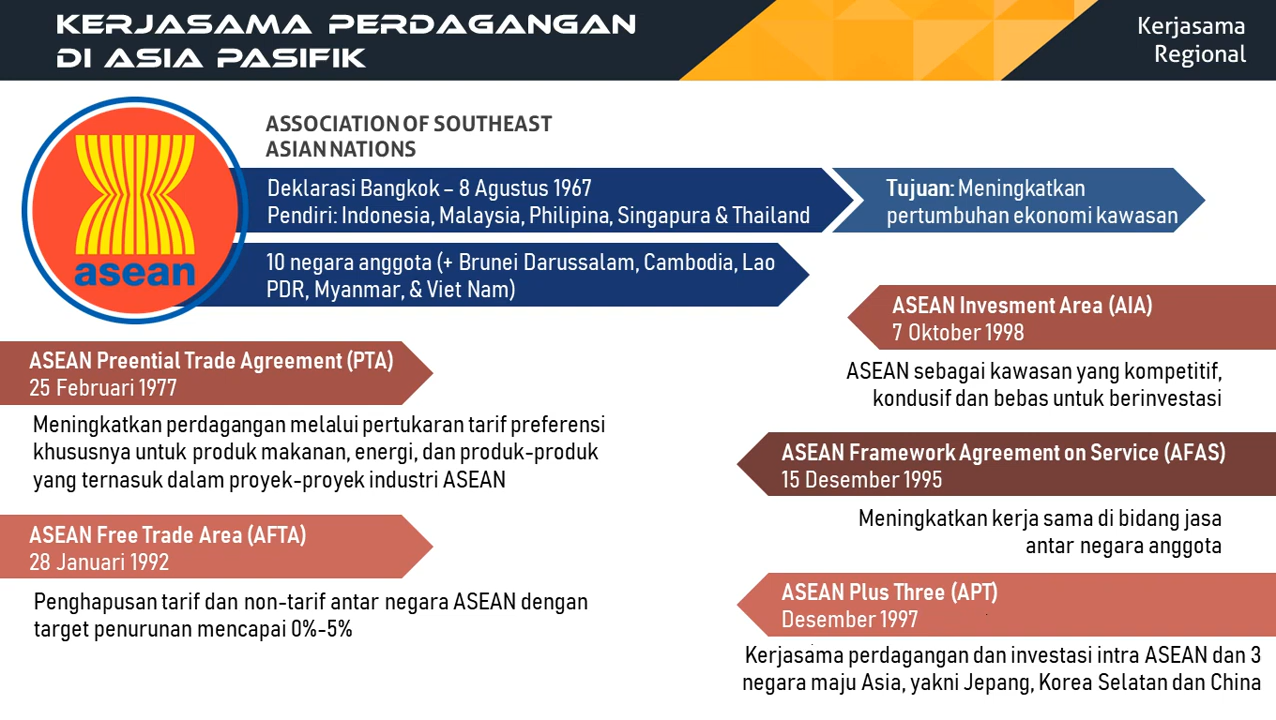 KERJASAMA PERDAGANGAN
DI ASIA PASIFIK
Kerjasama
Regional
asean
ASSOCIATION OF SOUTHEAST
ASIAN NATIONS
Deklarasi Bangkok – 8 Agustus 1967
Pendiri: Indonesia, Malaysia, Philipina, Singapura & Thailand
Tujuan: Meningkatkan
pertumbuhan ekonomi kawasan
10 negara anggota (+ Brunei Darussalam, Cambodia, Lao
PDR, Myanmar, & Viet Nam)
ASEAN Preential Trade Agreement (PTA)
25 Februari 1977
Meningkatkan perdagangan melalui pertukaran tarif preferensi
khususnya untuk produk makanan, energi, dan produk-produk
yang ternasuk dalam proyek-proyek industri ASEAN
ASEAN Free Trade Area (AFTA)
28 Januari 1992
Penghapusan tarif dan non-tarif antar negara ASEAN dengan
target penurunan mencapai 0%-5%
ASEAN Invesment Area (AIA)
7 Oktober 1998
ASEAN sebagai kawasan yang kompetitif,
kondusif dan bebas untuk berinvestasi
ASEAN Framework Agreement on Service (AFAS)
15 Desember 1995
Meningkatkan kerja sama di bidang jasa
antar negara anggota
ASEAN Plus Three (APT)
Desember 1997
Kerjasama perdagangan dan investasi intra ASEAN dan 3
negara maju Asia, yakni Jepang, Korea Selatan dan China